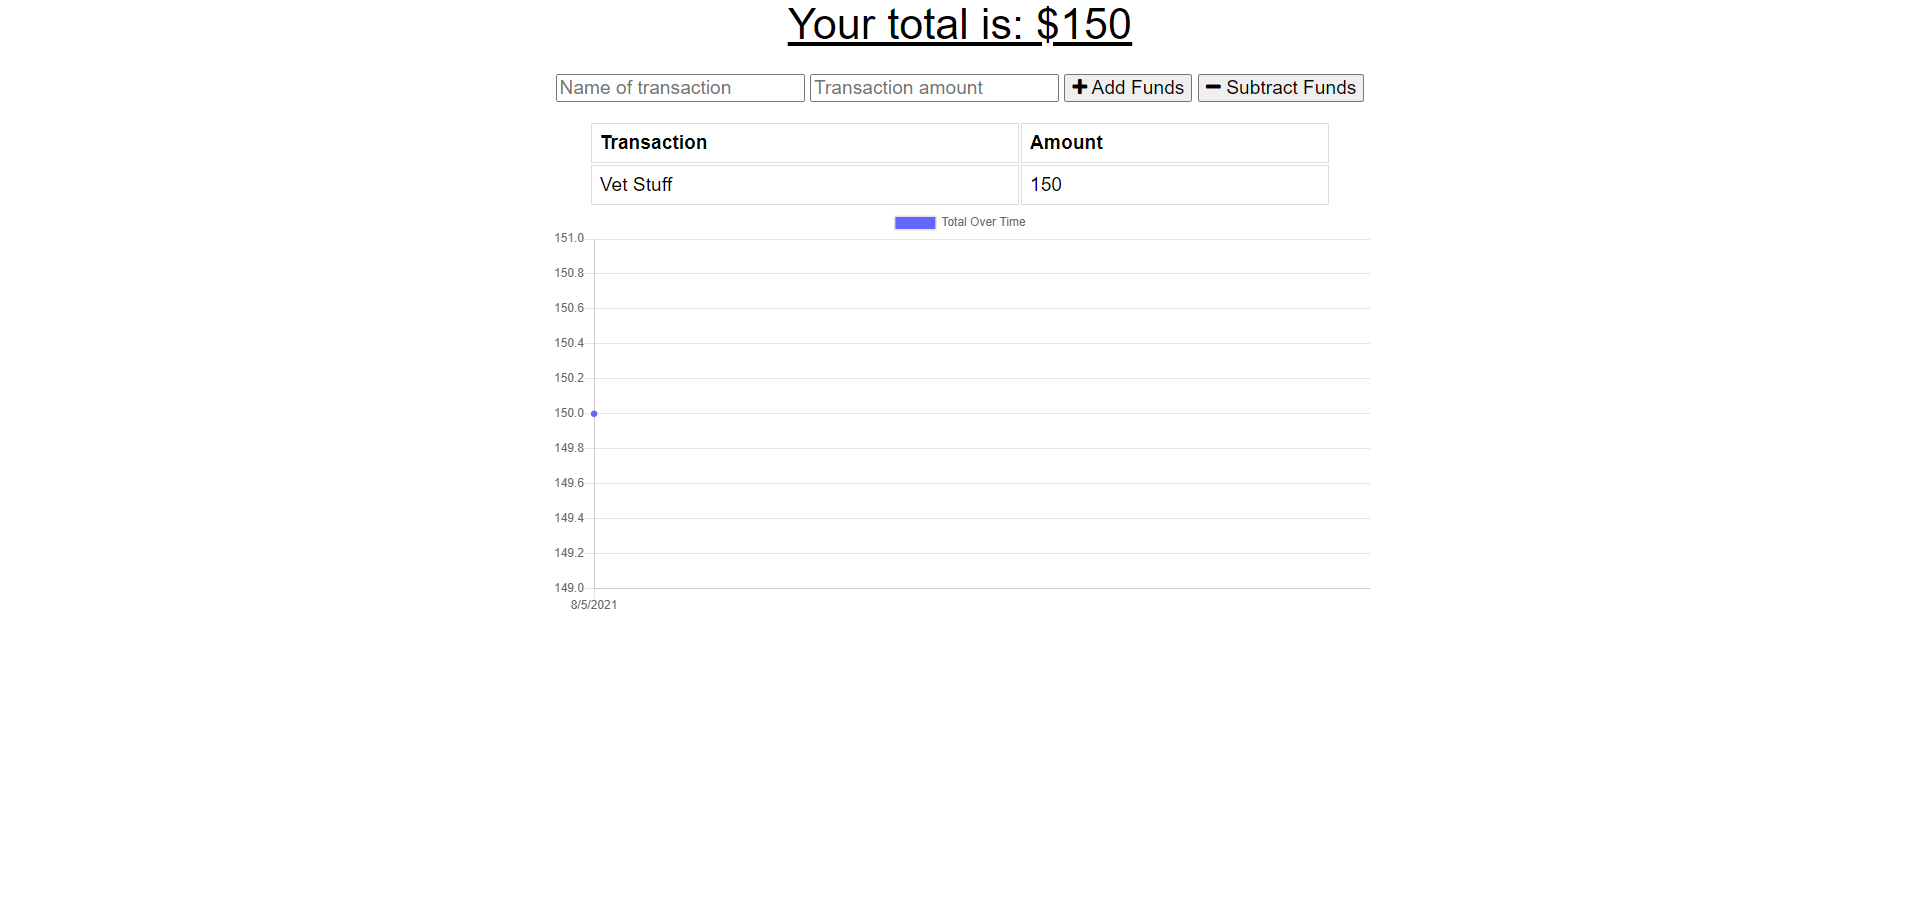 Your total is: $150
Name of transaction Transaction amount Add Funds Subtract Funds
Transaction Amount
Vet Stuff 150
Total Over Time
151.0
150.8
150.6
150.4
150.2
150.0
149.8
149.6
149.4
149.2
149.0
8/5/2021